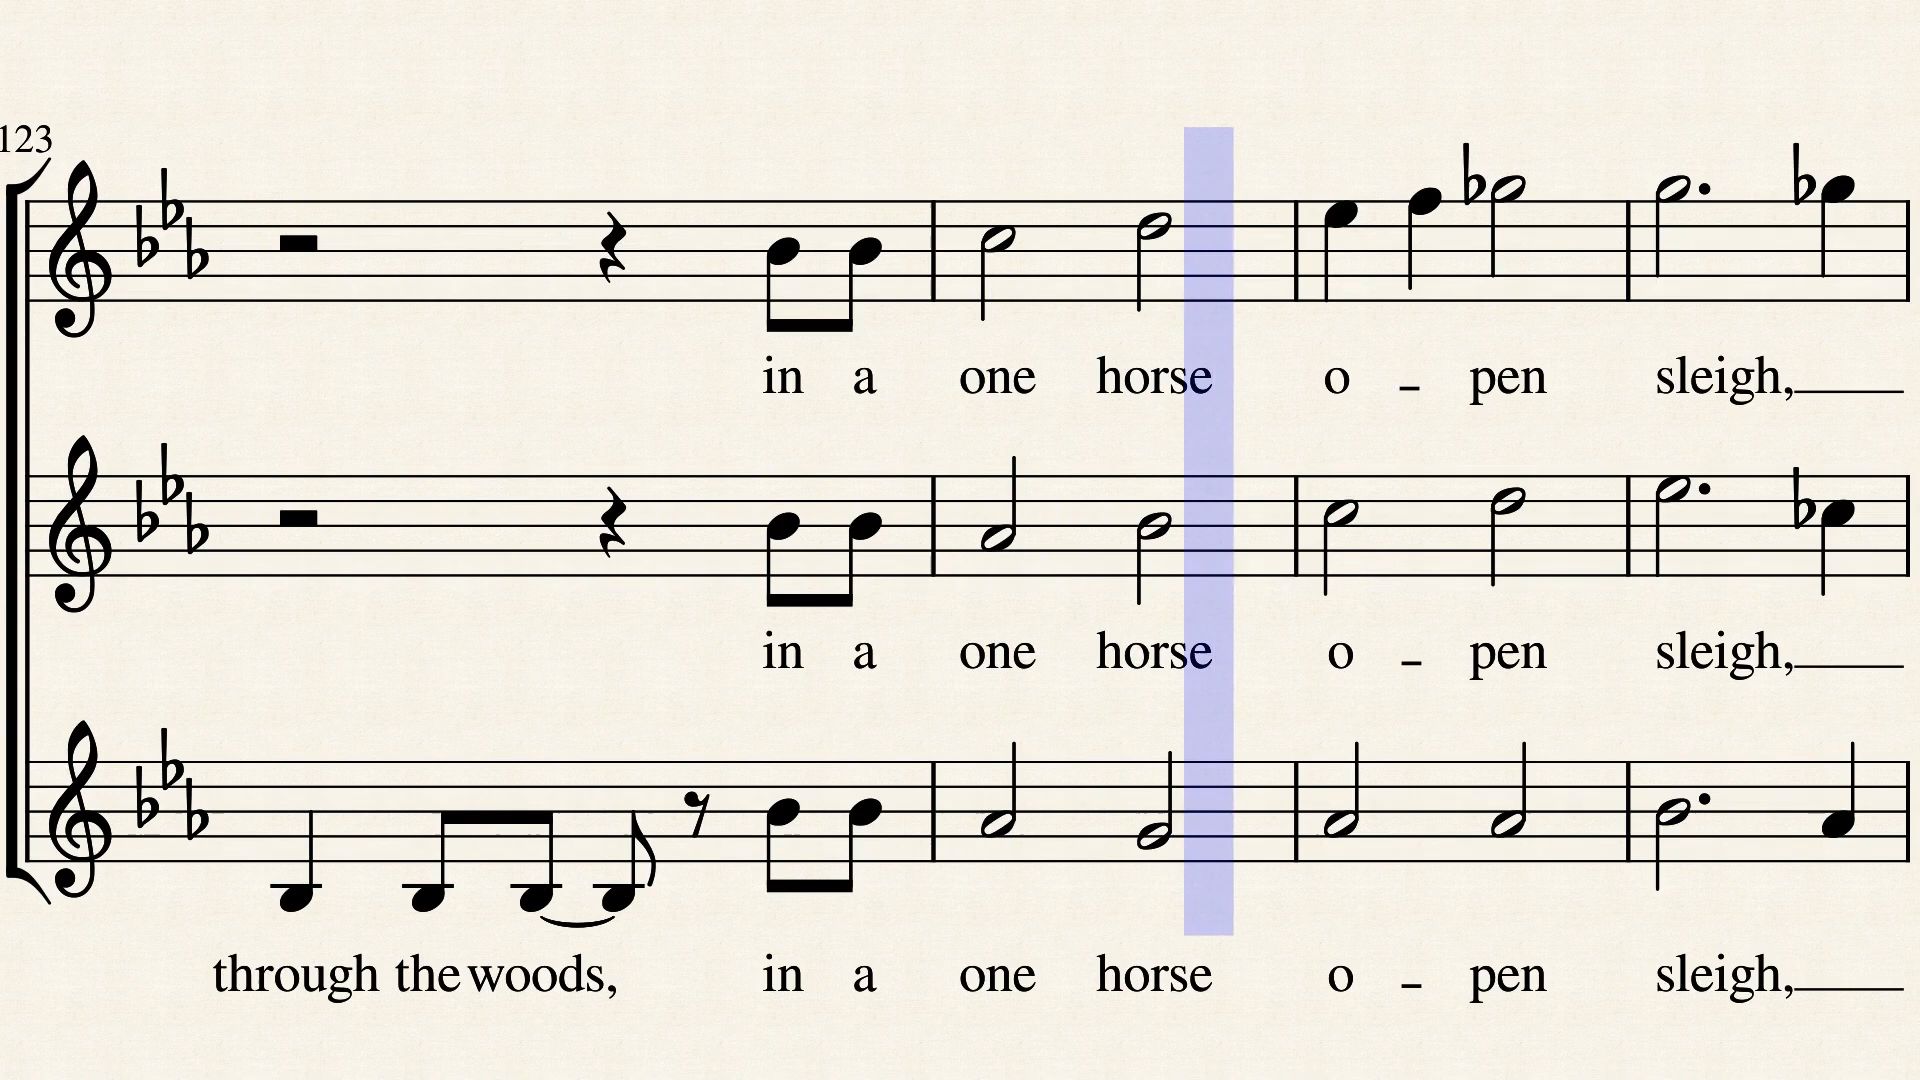 123
in a one horse o - pen sleigh,
in a one horse o - pen sleigh,
through the woods, in a one horse o - pen sleigh,